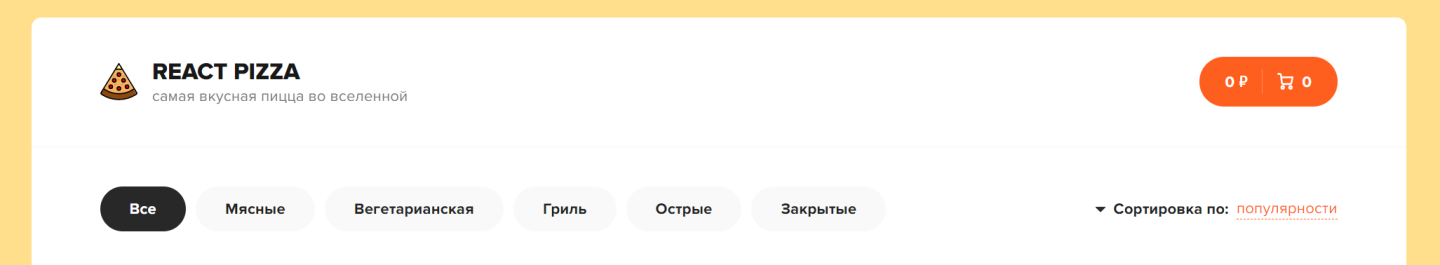 REACT PIZZA
самая вкусная пицца во вселенной
0 ₽ 0
Все Мясные Вегетарианская Гриль Острые Закрытые Сортировка по: популярности